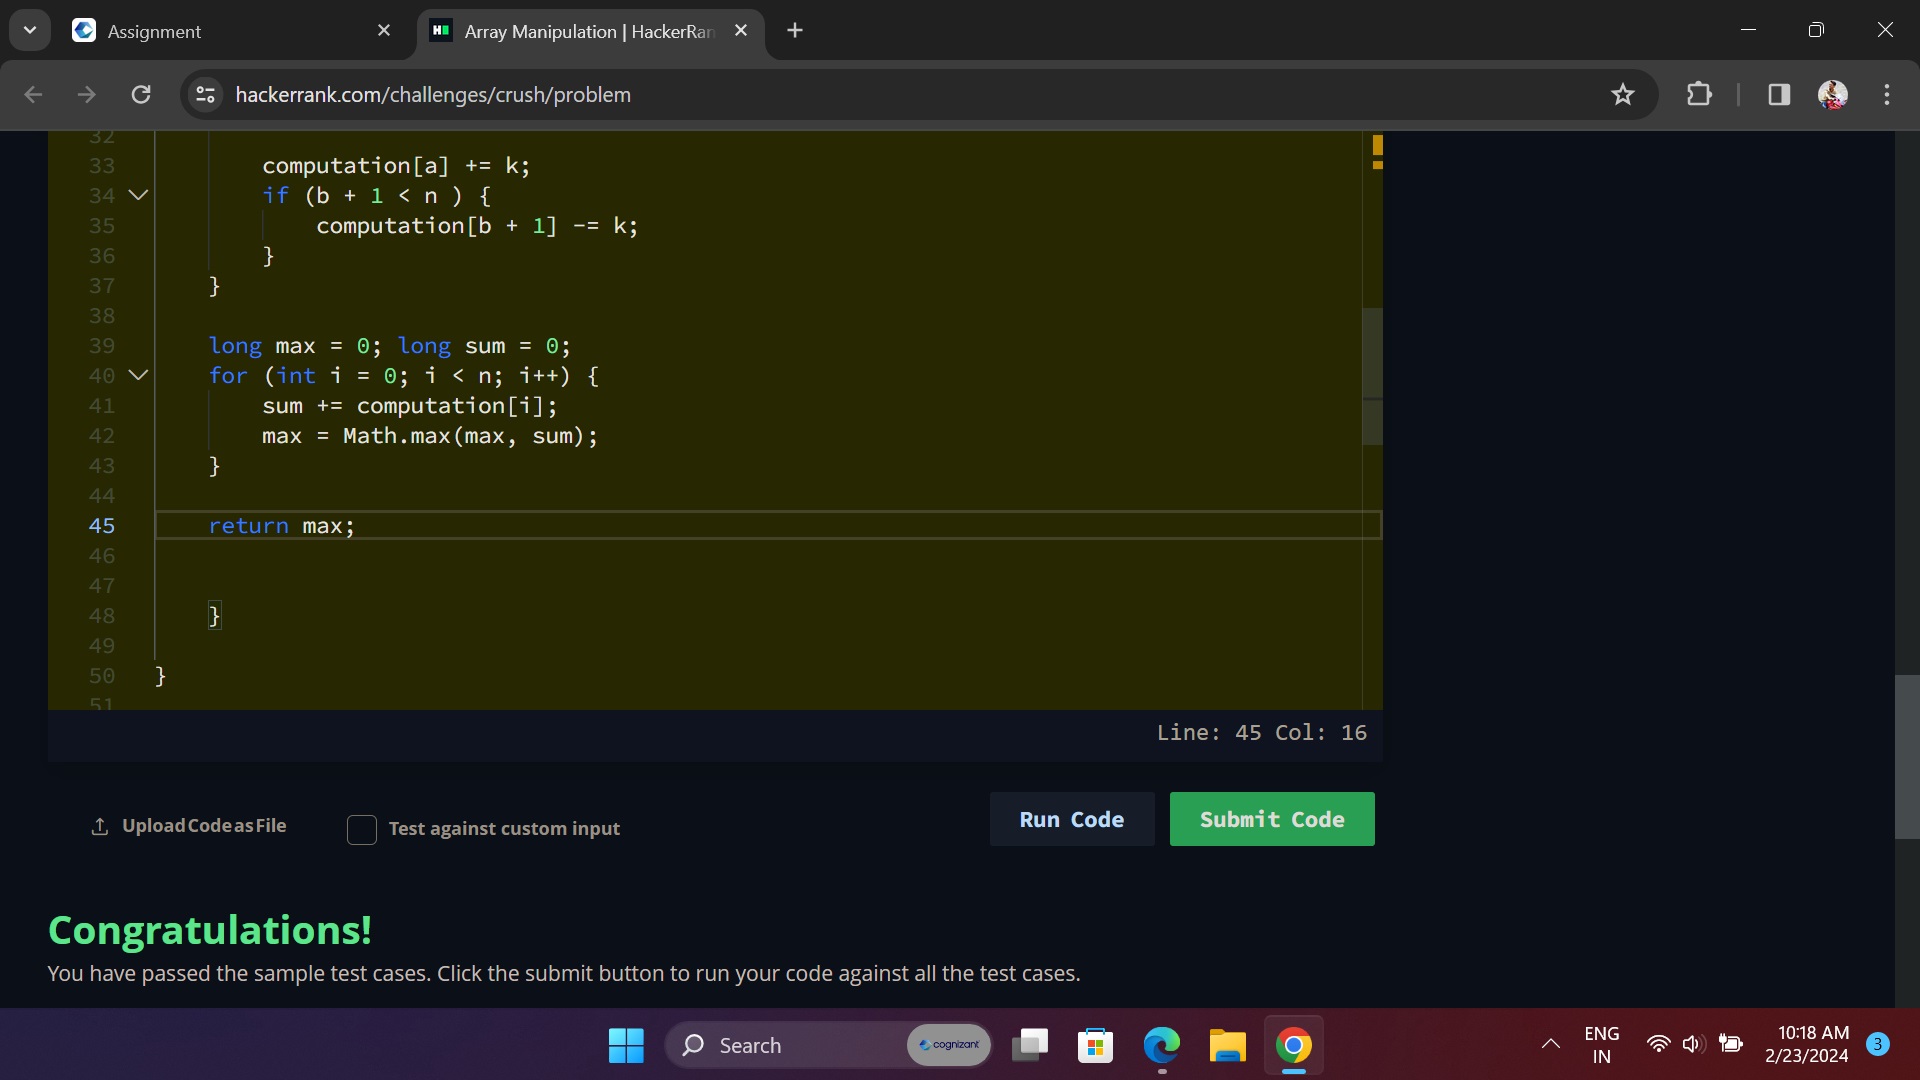 Assignment
Array Manipulation | HackerRan
hackerrank.com/challenges/crush/problem
32
33 computation[a] += k;
34 if (b + 1 < n ) {
35 computation[b + 1] -= k;
36 }
37 }
38
39 long max = 0; long sum = 0;
40 for (int i = 0; i < n; i++) {
41 sum += computation[i];
42 max = Math.max(max, sum);
43 }
44
45 return max;
46
47
48 }
49
50 }
51
Line: 45 Col: 16
Upload Code as File
Test against custom input
Run Code
Submit Code
Congratulations!
You have passed the sample test cases. Click the submit button to run your code against all the test cases.
Search
cognizant
ENG
IN
10:18 AM
2/23/2024
3